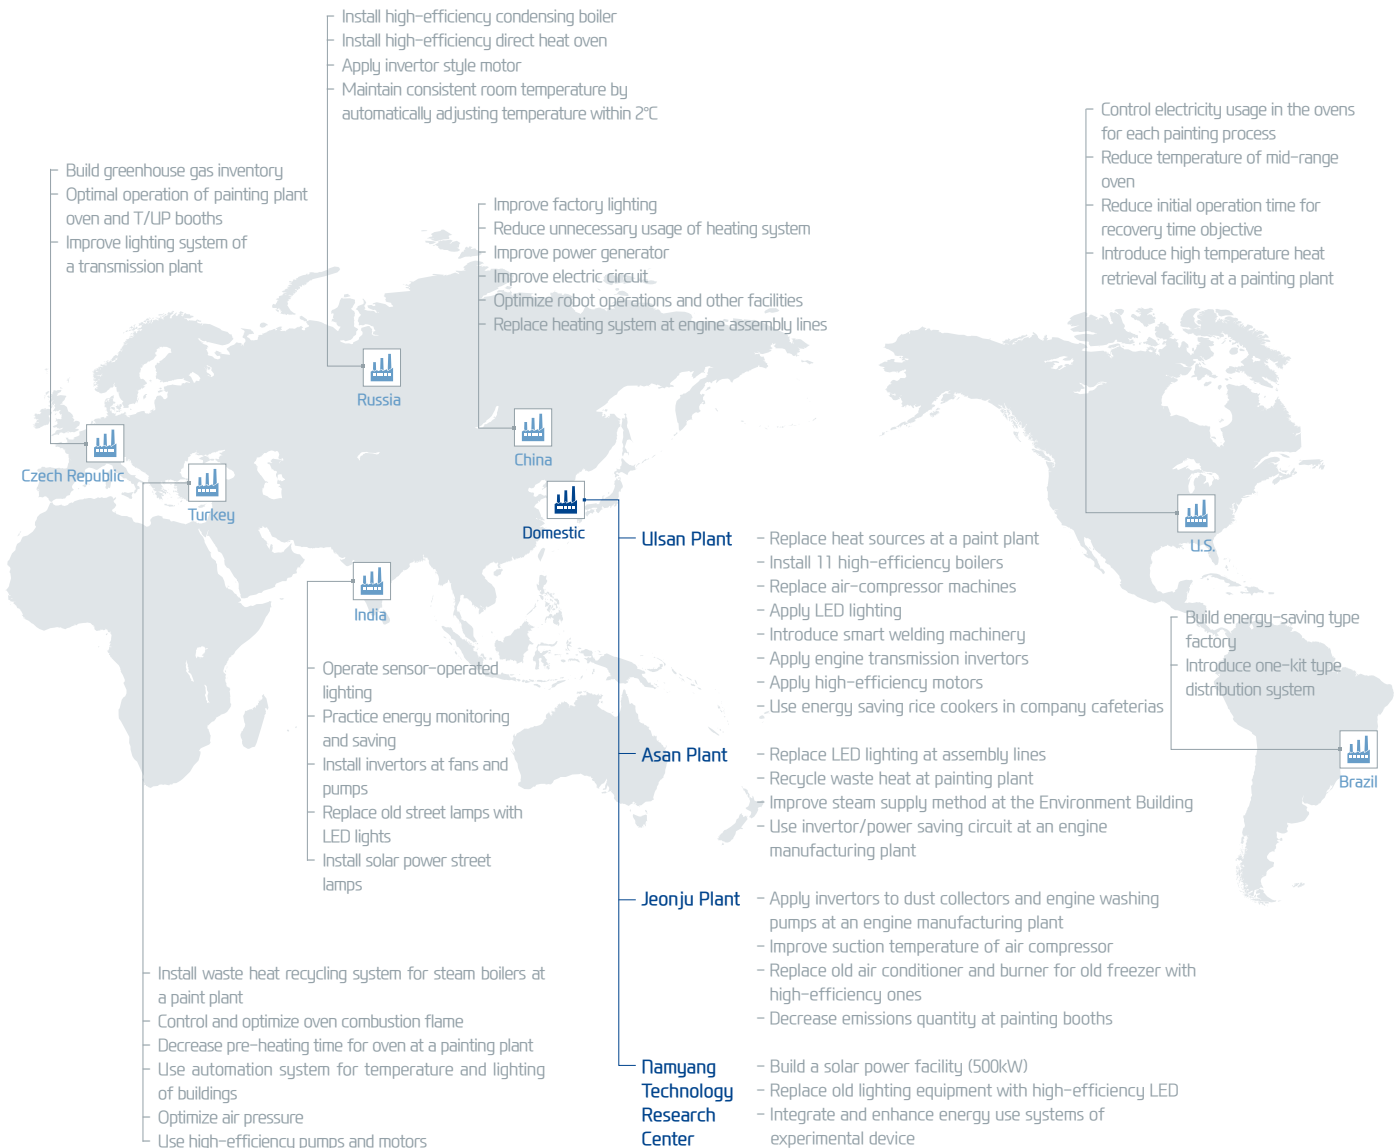 Install high-efficiency condensing boiler
Install high-efficiency direct heat oven
Apply invertor style motor
Maintain consistent room temperature by
automatically adjusting temperature within 2°C
Control electricity usage in the ovens
for each painting process
Reduce temperature of mid-range
oven
Reduce initial operation time for
recovery time objective
Introduce high temperature heat
retrieval facility at a painting plant
Build greenhouse gas inventory
Optimal operation of painting plant
oven and T/UP booths
Improve lighting system of
a transmission plant
Improve factory lighting
Reduce unnecessary usage of heating system
Improve power generator
Improve electric circuit
Optimize robot operations and other facilities
Replace heating system at engine assembly lines
Russia
China
Czech Republic
Turkey
Domestic
U.S.
India
Brazil
Operate sensor-operated
lighting
Practice energy monitoring
and saving
Install invertors at fans and
pumps
Replace old street lamps with
LED lights
Install solar power street
lamps
Build energy-saving type
factory
Introduce one-kit type
distribution system
Ulsan Plant
- Replace heat sources at a paint plant
- Install 11 high-efficiency boilers
- Replace air-compressor machines
- Apply LED lighting
- Introduce smart welding machinery
- Apply engine transmission invertors
- Apply high-efficiency motors
- Use energy saving rice cookers in company cafeterias
Asan Plant
- Replace LED lighting at assembly lines
- Recycle waste heat at painting plant
- Improve steam supply method at the Environment Building
- Use invertor/power saving circuit at an engine
manufacturing plant
Jeonju Plant
- Apply invertors to dust collectors and engine washing
pumps at an engine manufacturing plant
- Improve suction temperature of air compressor
- Replace old air conditioner and burner for old freezer with
high-efficiency ones
- Decrease emissions quantity at painting booths
Namyang
Technology
Research
Center
- Build a solar power facility (500kW)
- Replace old lighting equipment with high-efficiency LED
- Integrate and enhance energy use systems of
experimental device
Install waste heat recycling system for steam boilers at
a paint plant
Control and optimize oven combustion flame
Decrease pre-heating time for oven at a painting plant
Use automation system for temperature and lighting
of buildings
Optimize air pressure
Use high-efficiency pumps and motors